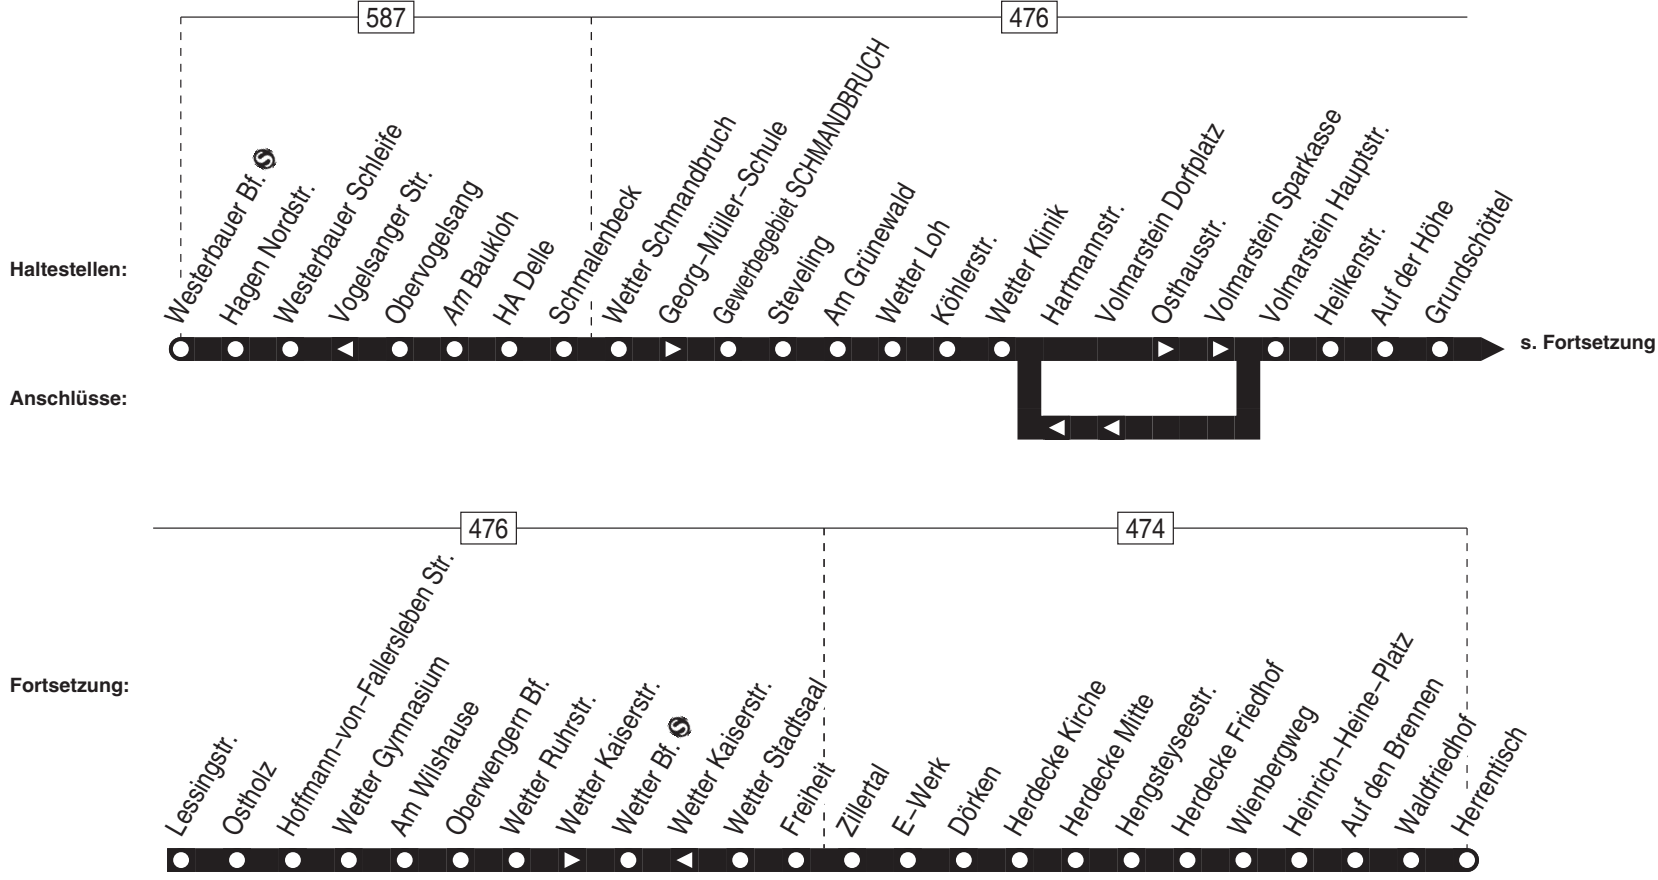 587
476
Haltestellen:
Westerbauer Bf. S
Hagen Nordstr.
Westerbauer Schleife
Vogelsanger Str.
Obervogelsang
Am Baukloh
HA Delle
Schmalenbeck
Wetter Schmandbruch
Georg-Müller-Schule
Gewerbegebiet SCHMANDBRUCH
Steveling
Am Grünewald
Wetter Loh
Köhlerstr.
Wetter Klinik
Hartmannstr.
Volmarstein Dorfplatz
Osthausstr.
Volmarstein Sparkasse
Volmarstein Hauptstr.
Heilkenstr.
Auf der Höhe
Grundschöttel
s. Fortsetzung
Anschlüsse:
476
474
Fortsetzung:
Lessingstr.
Ostholz
Hoffmann-von-Fallersleben Str.
Wetter Gymnasium
Am Wilshause
Oberwengern Bf.
Wetter Ruhrstr.
Wetter Kaiserstr.
Wetter Bf. S
Wetter Kaiserstr.
Wetter Stadtsaal
Freiheit
Zillertal
E-Werk
Dörken
Herdecke Kirche
Herdecke Mitte
Hengsteyseestr.
Herdecke Friedhof
Wienbergweg
Heinrich-Heine-Platz
Auf den Brennen
Waldfriedhof
Herrentisch